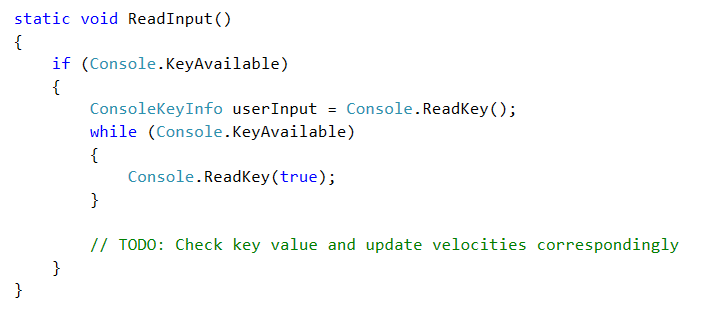 static void ReadInput()
{
    if (Console.KeyAvailable)
    {
        ConsoleKeyInfo userInput = Console.ReadKey();
        while (Console.KeyAvailable)
        {
            Console.ReadKey(true);
        }

        // TODO: Check key value and update velocities correspondingly
    }
}